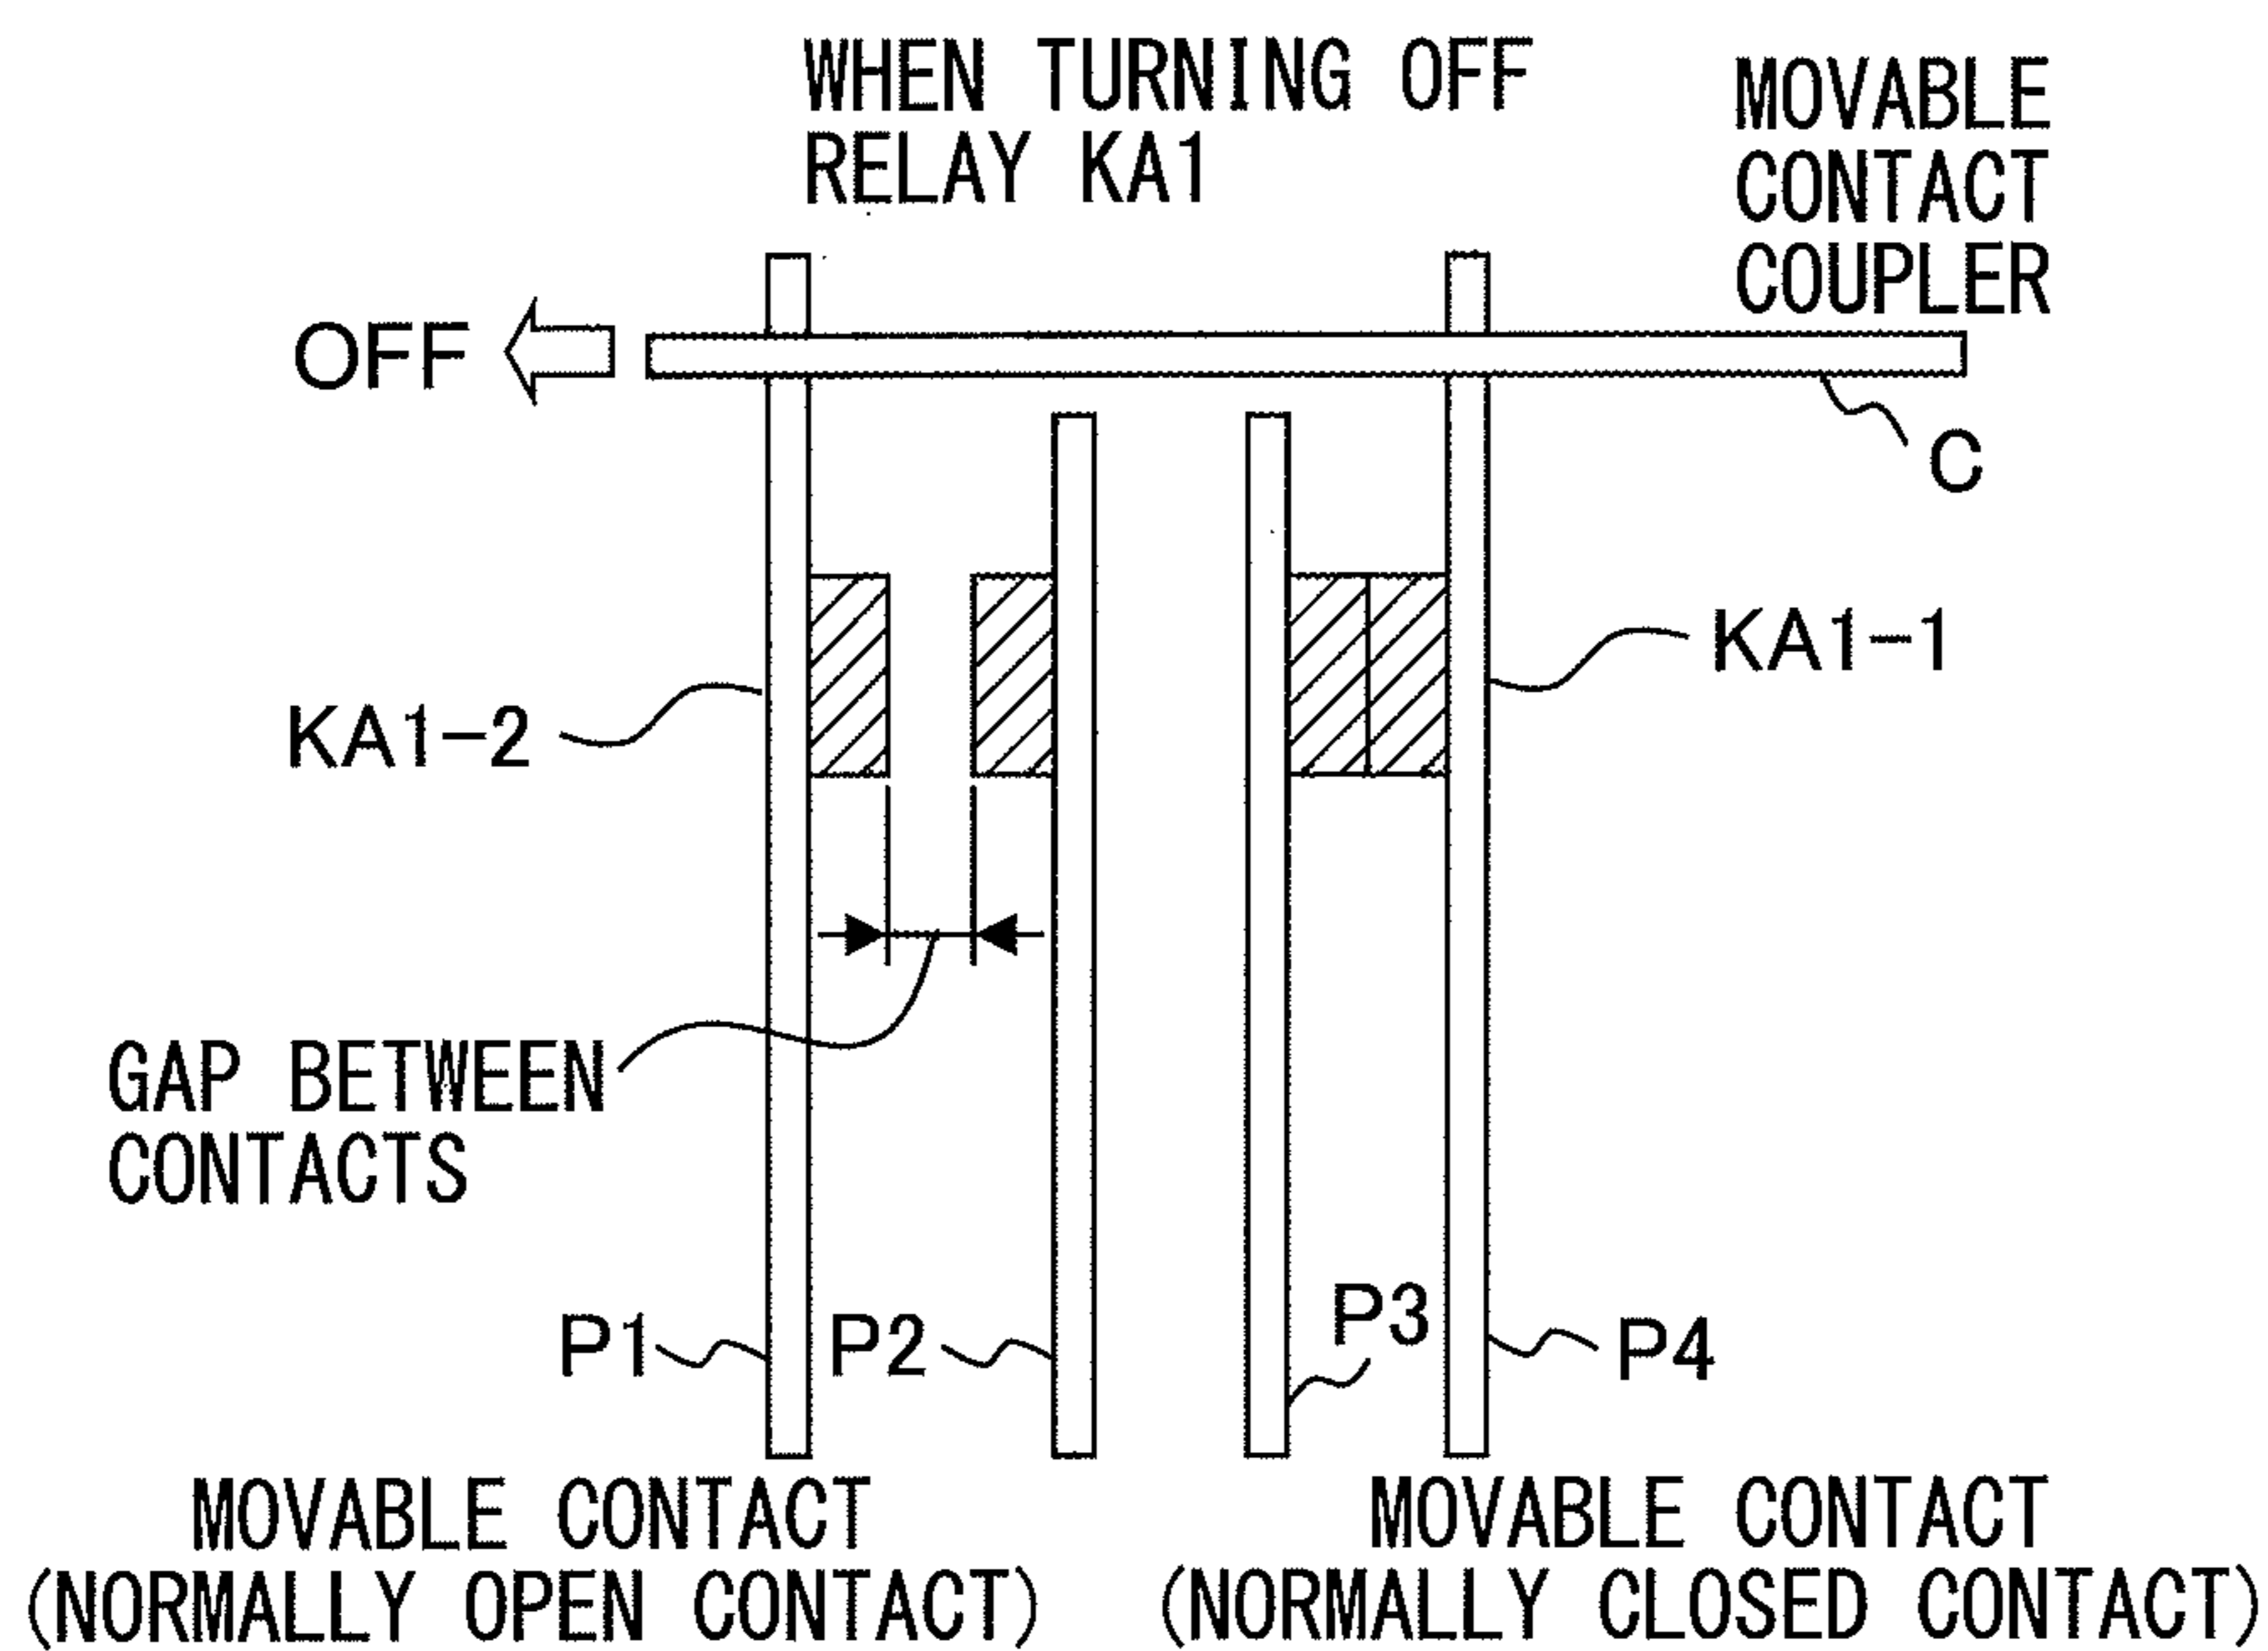 WHEN TURNING OFF
RELAY KA1
MOVABLE
CONTACT
COUPLER
OFF
C
KA1-1
KA1-2
GAP BETWEEN
CONTACTS
P1
P2
P3
P4
MOVABLE CONTACT
(NORMALLY OPEN CONTACT)
MOVABLE CONTACT
(NORMALLY CLOSED CONTACT)